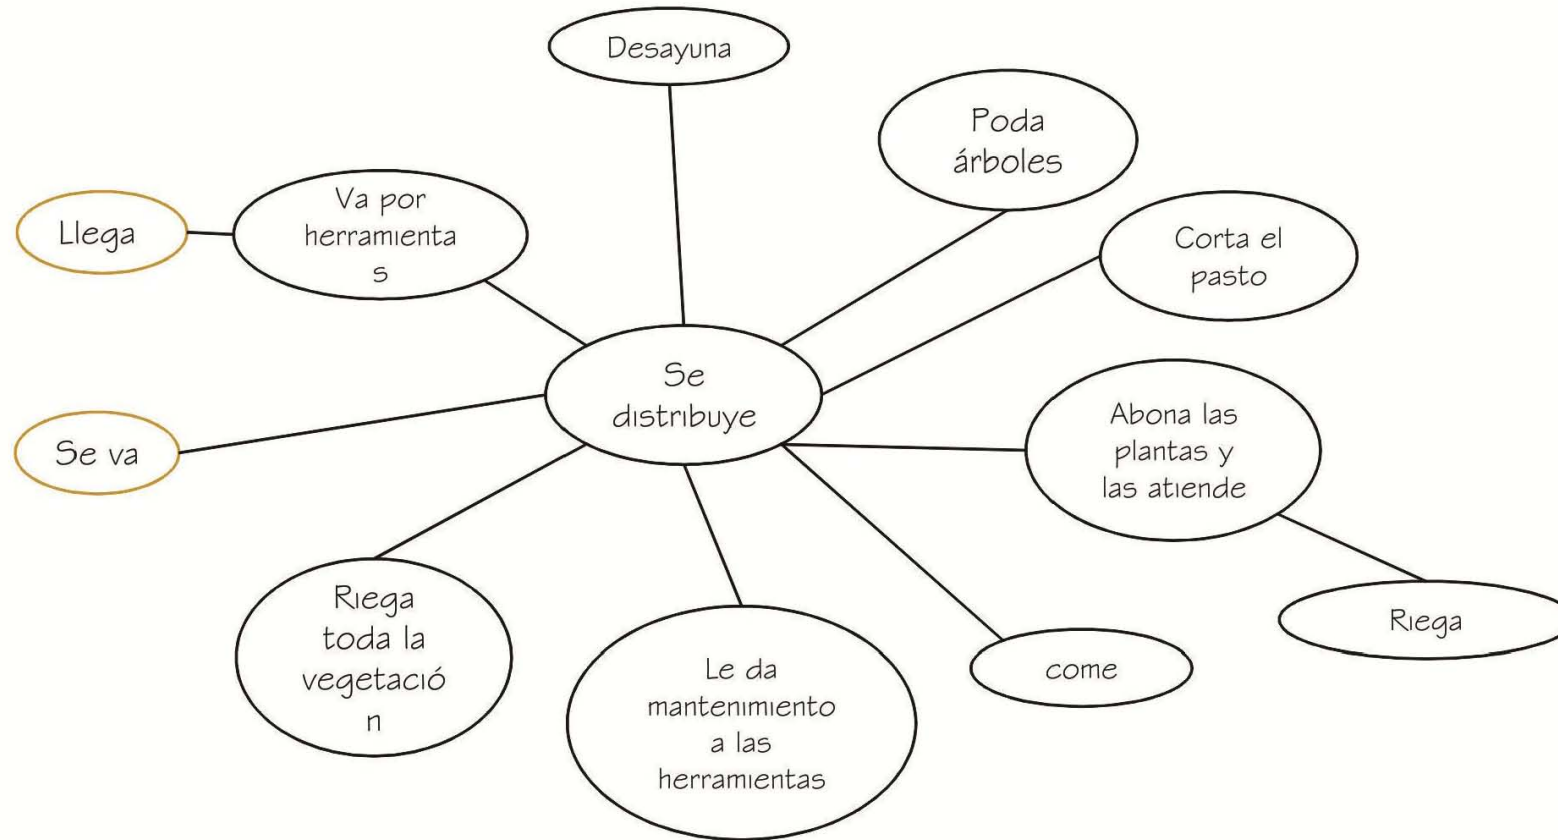 Desayuna
Poda
árboles
Llega
Va por
herramienta
s
Corta el
pasto
Se
distribuye
Abona las
plantas y
las atiende
Se va
Riega
toda la
vegetació
n
Le da
mantenimiento
a las
herramientas
come
Riega